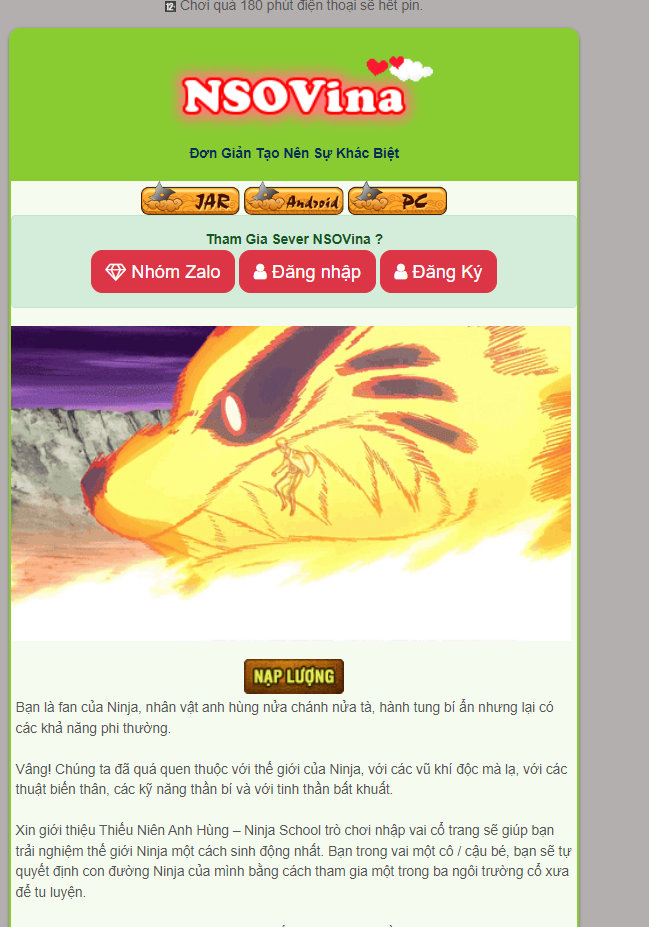 12 Chơi quá 180 phút điện thoại sẽ hết pin.
NSOVina
Đơn Giản Tạo Nên Sự Khác Biệt
JAR Android PC
Tham Gia Sever NSOVina ?
Nhóm Zalo Đăng nhập Đăng Ký
NẠP LƯỢNG
Bạn là fan của Ninja, nhân vật anh hùng nửa chánh nửa tà, hành tung bí ẩn nhưng lại có
các khả năng phi thường.
Vâng! Chúng ta đã quá quen thuộc với thế giới của Ninja, với các vũ khí độc mà lạ, với các
thuật biến thân, các kỹ năng thần bí và với tinh thần bất khuất.
Xin giới thiệu Thiếu Niên Anh Hùng – Ninja School trò chơi nhập vai cổ trang sẽ giúp bạn
trải nghiệm thế giới Ninja một cách sinh động nhất. Bạn trong vai một cô / cậu bé, bạn sẽ tự
quyết định con đường Ninja của mình bằng cách tham gia một trong ba ngôi trường cổ xưa
để tu luyện.